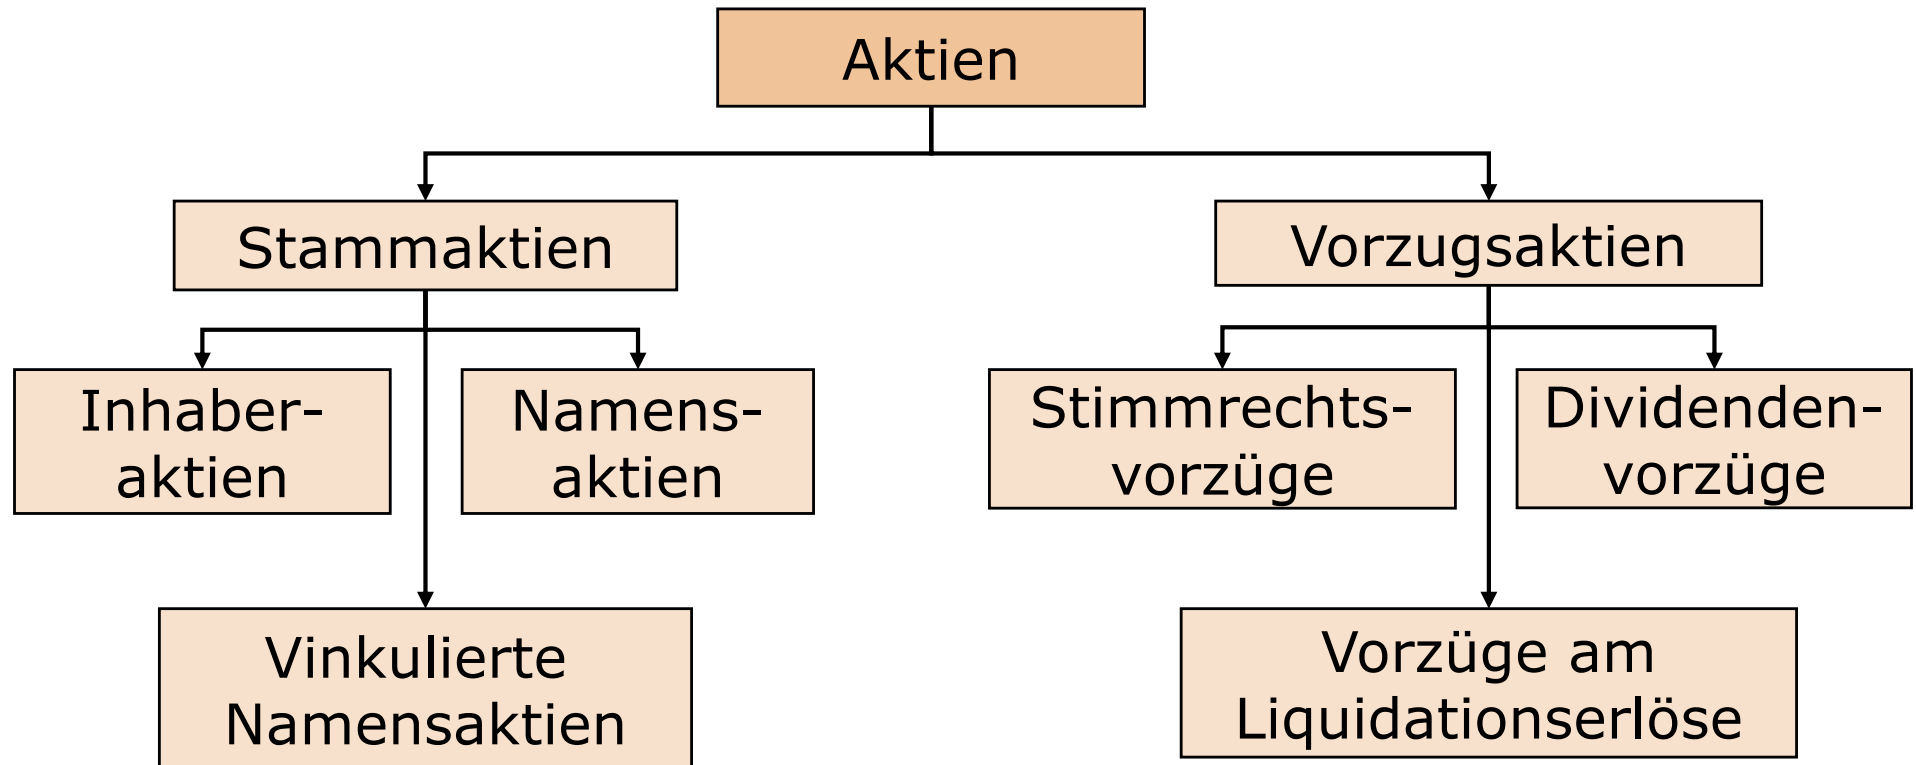 Aktien
Stammaktien
Vorzugsaktien
Inhaber-
aktien
Namens-
aktien
Stimmrechts-
vorzüge
Dividenden-
vorzüge
Vinkulierte
Namensaktien
Vorzüge am
Liquidationserlöse